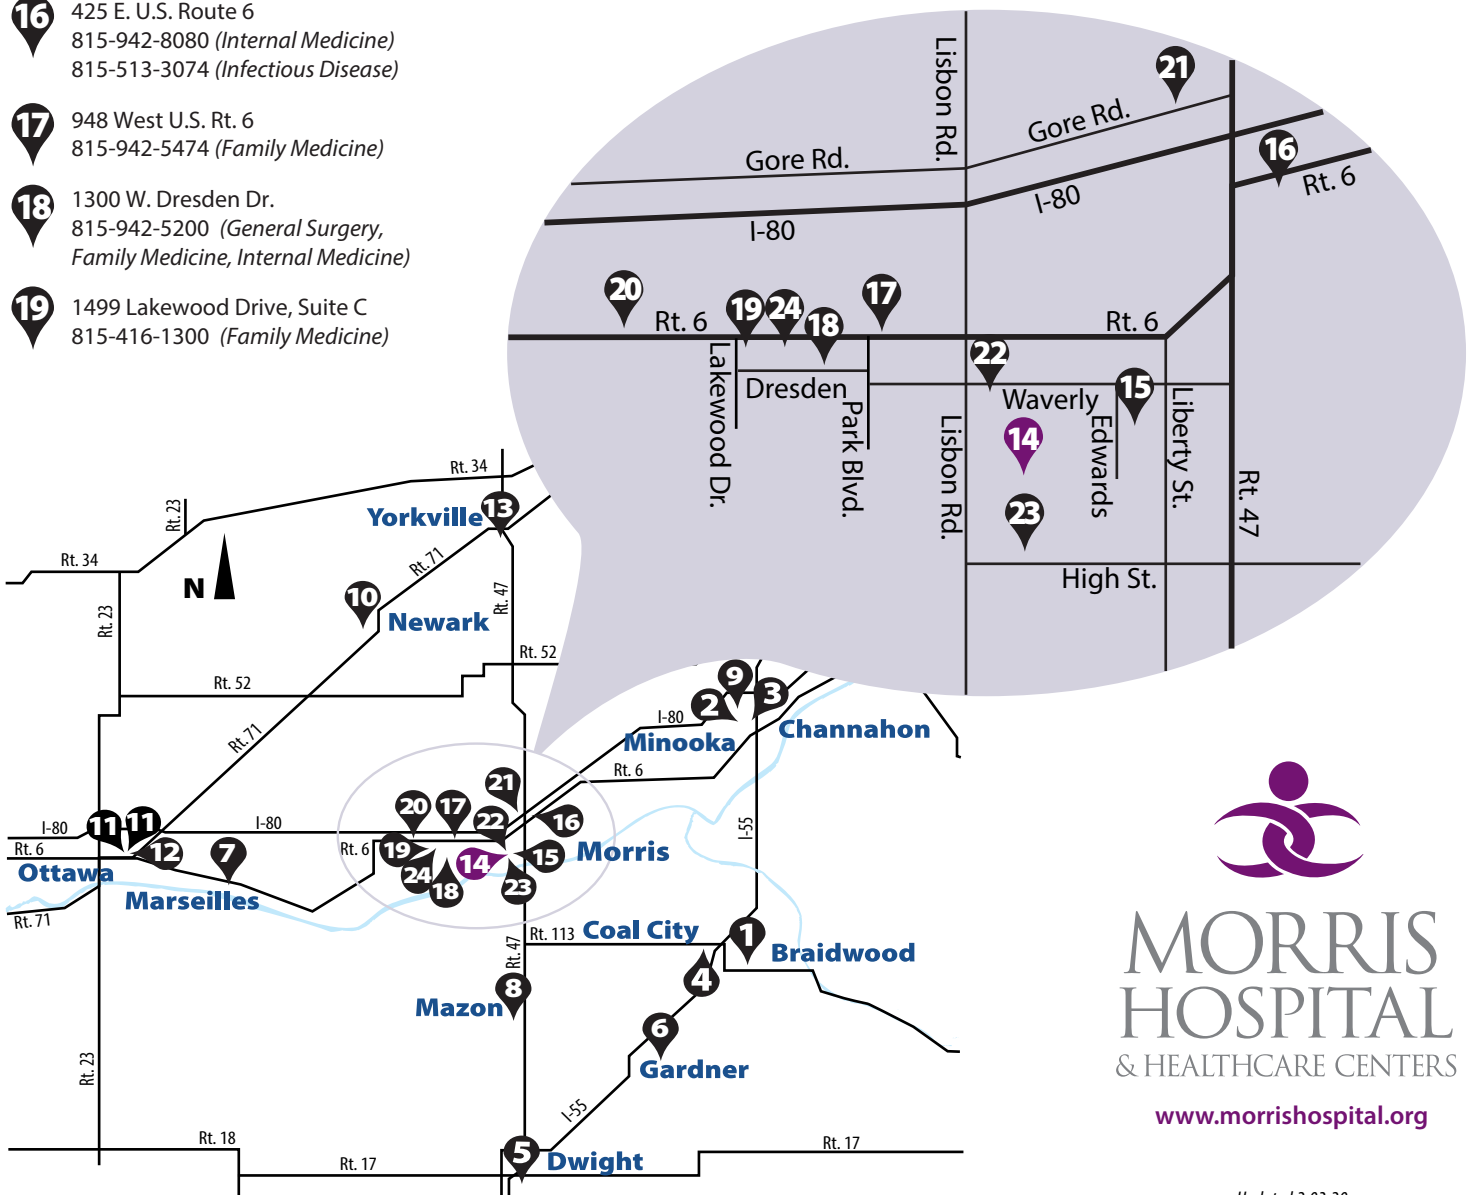 16
425 E. U.S. Route 6
815-942-8080 (Internal Medicine)
815-513-3074 (Infectious Disease)
17
948 West U.S. Rt. 6
815-942-5474 (Family Medicine)
18
1300 W. Dresden Dr.
815-942-5200 (General Surgery,
Family Medicine, Internal Medicine)
19
1499 Lakewood Drive, Suite C
815-416-1300 (Family Medicine)
Lisbon Rd.
21
Gore Rd.
Gore Rd.
16
Rt. 6
I-80
I-80
20
19
24
18
17
Rt. 6
Rt. 6
22
Lakewood Dr.
Dresden
Park Blvd.
Waverly
15
14
Edwards
Liberty St.
Lisbon Rd.
Rt. 47
23
High St.
Rt. 34
Rt. 23
Yorkville
13
Rt. 34
N
Rt. 71
10
Newark
Rt. 47
Rt. 23
Rt. 52
Rt. 52
9
2
3
I-80
Minooka
Channahon
Rt. 71
Rt. 6
21
20
17
22
16
11
11
I-80
I-80
I-55
Rt. 6
12
7
Rt. 6
19
14
15
Morris
Ottawa
24
18
23
Marseilles
Rt. 71
Rt. 113
Coal City
1
Braidwood
Rt. 47
4
8
Mazon
6
Gardner
Rt. 23
I-55
Rt. 18
5
Dwight
Rt. 17
Rt. 17
MORRIS
HOSPITAL
& HEALTHCARE CENTERS
www.morrishospital.org